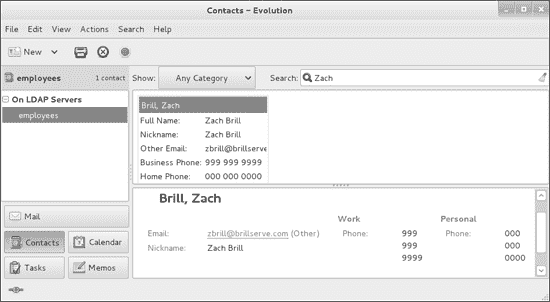 Contacts – Evolution
File Edit View Actions Search Help
New
employees 1 contact
Show: Any Category Search: Zach
On LDAP Servers
employees
Brill, Zach
Full Name: Zach Brill
Nickname: Zach Brill
Other Email: zbrill@brillserve
Business Phone: 999 999 9999
Home Phone: 000 000 0000
Mail
Contacts Calendar
Tasks Memos
Brill, Zach
Work Personal
Email: zbrill@brillserve.com (Other) Phone: 999 Phone: 000
Nickname: Zach Brill 999 000
9999 0000